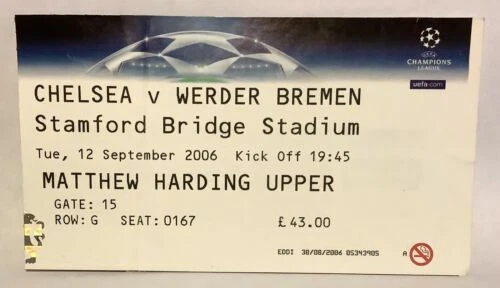 UEFA
CHAMPIONS
LEAGUE
uefa.com
CHELSEA v WERDER BREMEN
Stamford Bridge Stadium
Tue, 12 September 2006 Kick Off 19:45
MATTHEW HARDING UPPER
GATE: 15
ROW: G SEAT: 0167 £43.00
EDDI 30/08/2006 05343905 A